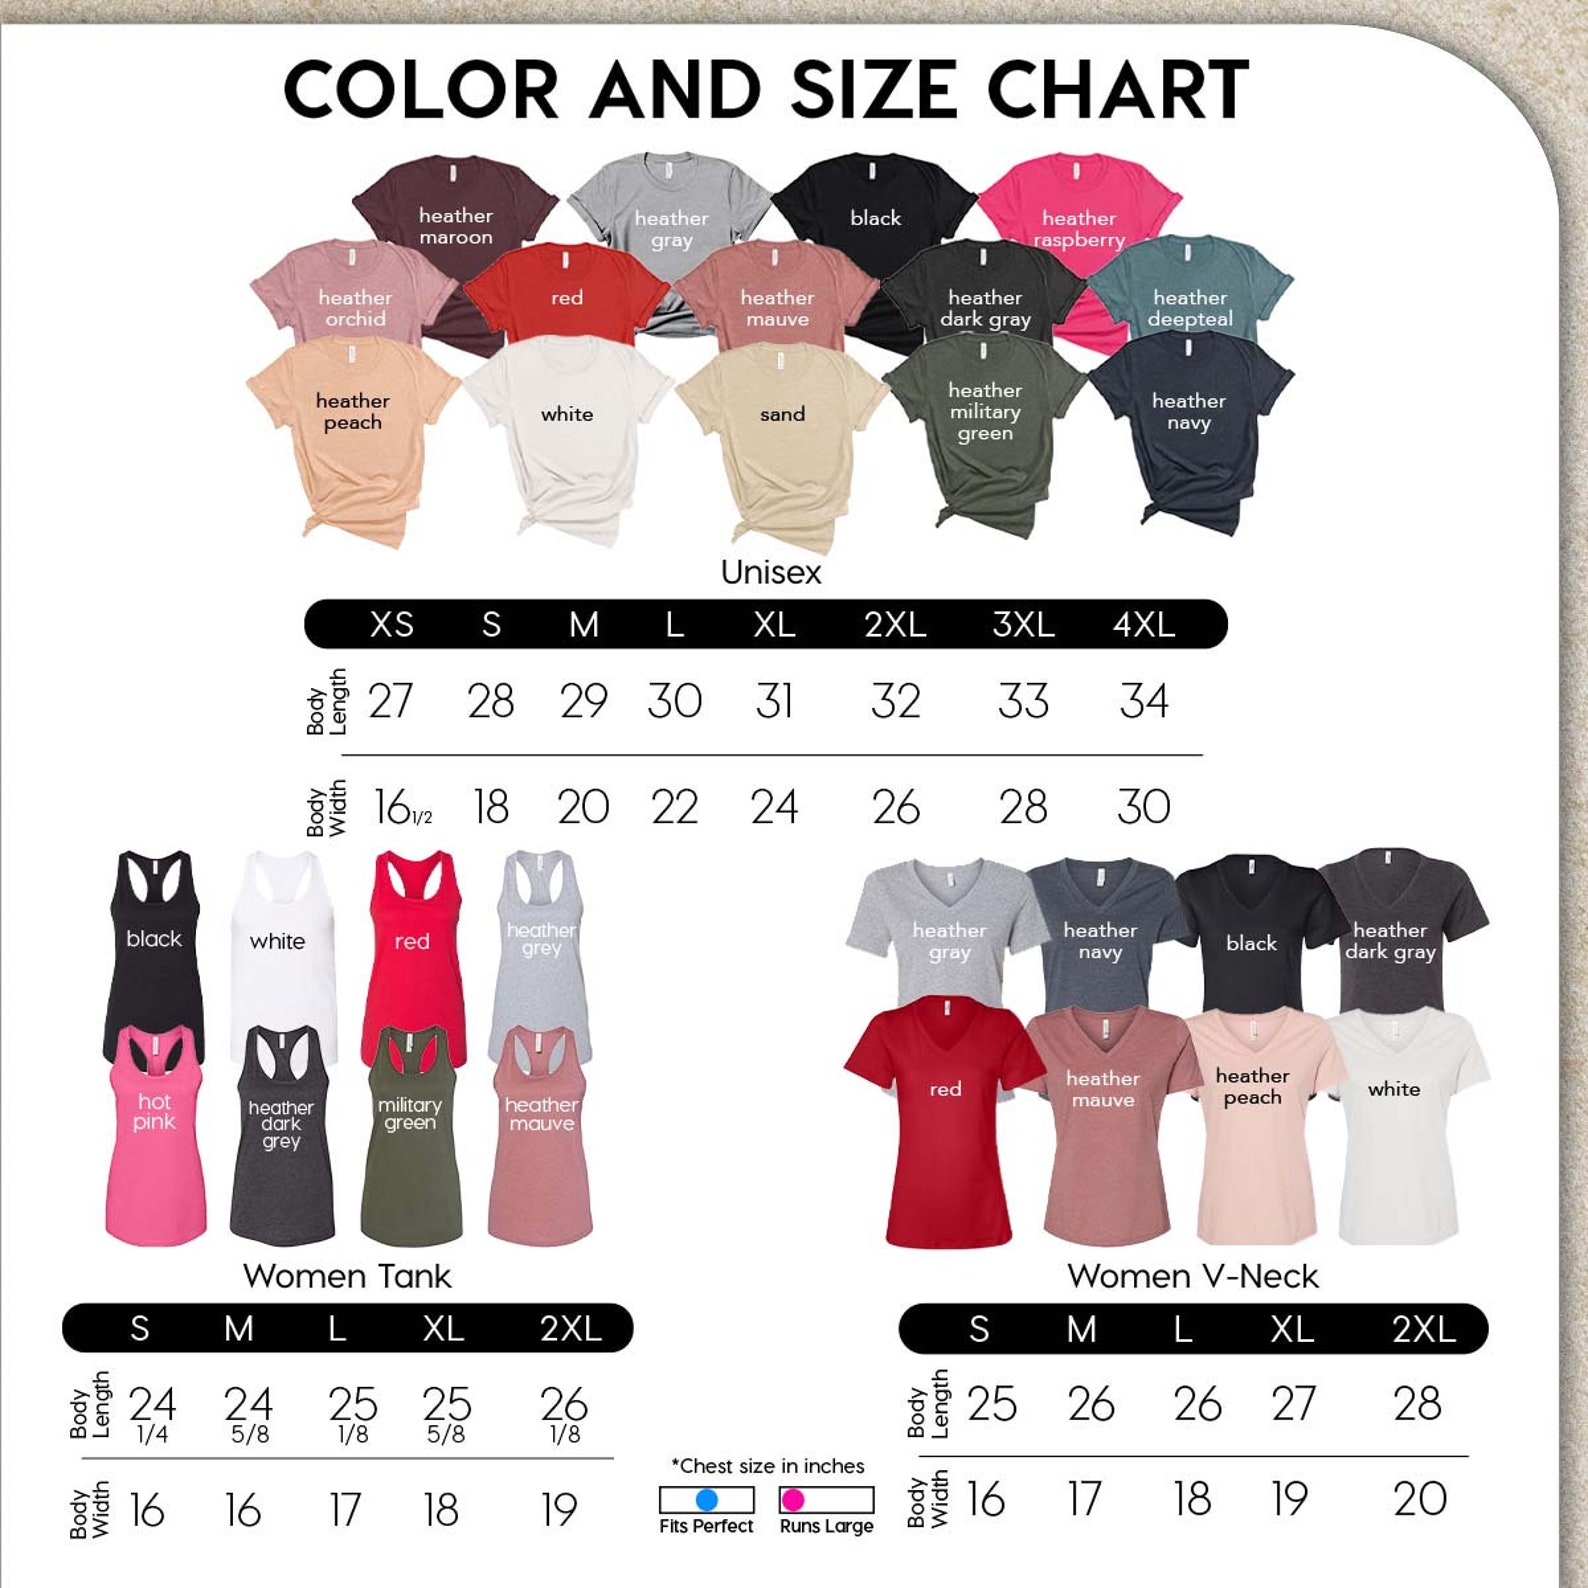 COLOR AND SIZE CHART
heather
maroon
heather
gray
black
heather
raspberry
heather
orchid
red
heather
mauve
heather
dark gray
heather
deepteal
heather
peach
white
sand
heather
military
green
heather
navy
Unisex
XS S M L XL 2XL 3XL 4XL
Body
Length
27 28 29 30 31 32 33 34
Body
Width
16 1/2 18 20 22 24 26 28 30
black
white
red
heather
grey
hot
pink
heather
dark
grey
military
green
heather
mauve
Women Tank
S M L XL 2XL
Body
Length
24 24 25 25 26
1/4 5/8 1/8 5/8 1/8
Body
Width
16 16 17 18 19
*Chest size in inches
Fits Perfect
Runs Large
heather
gray
heather
navy
black
heather
dark gray
red
heather
mauve
heather
peach
white
Women V-Neck
S M L XL 2XL
Body
Length
25 26 26 27 28
Body
Width
16 17 18 19 20